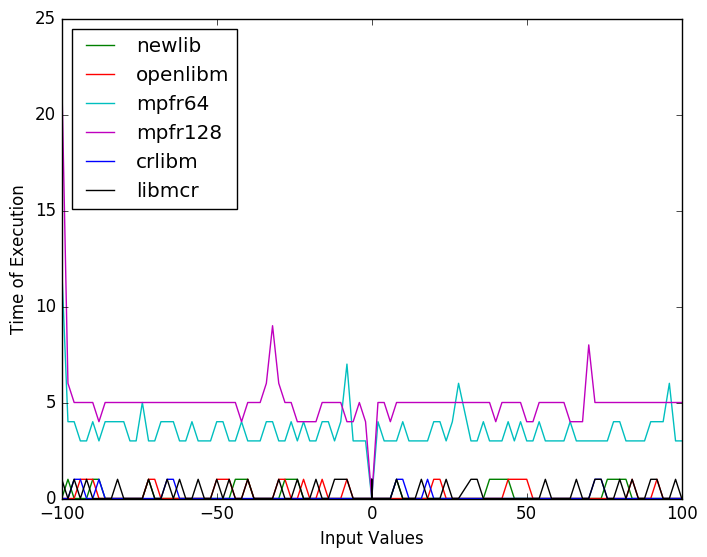 25
20
15
10
5
0
Time of Execution
newlib
openlibm
mpfr64
mpfr128
crlibm
libmcr
−100
−50
0
50
100
Input Values